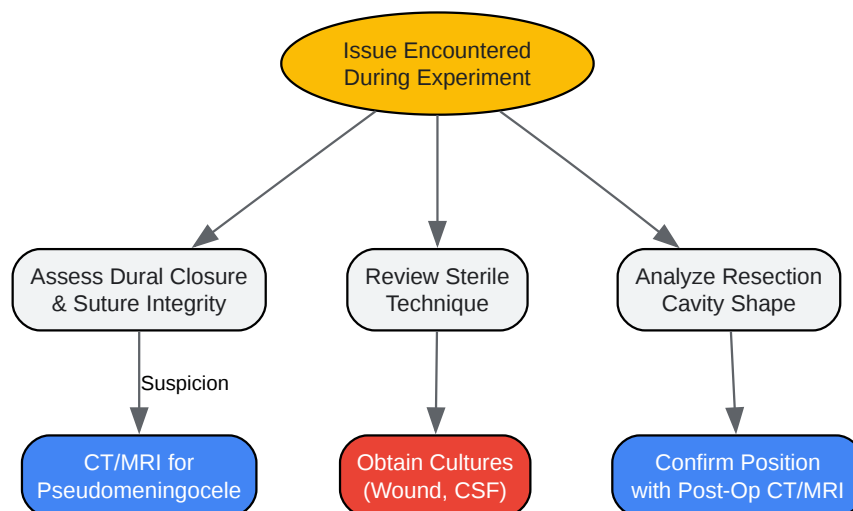 Issue Encountered
During Experiment
Assess Dural Closure
& Suture Integrity
Review Sterile
Technique
Analyze Resection
Cavity Shape
Suspicion
CT/MRI for
Pseudomeningocele
Obtain Cultures
(Wound, CSF)
Confirm Position
with Post-Op CT/MRI